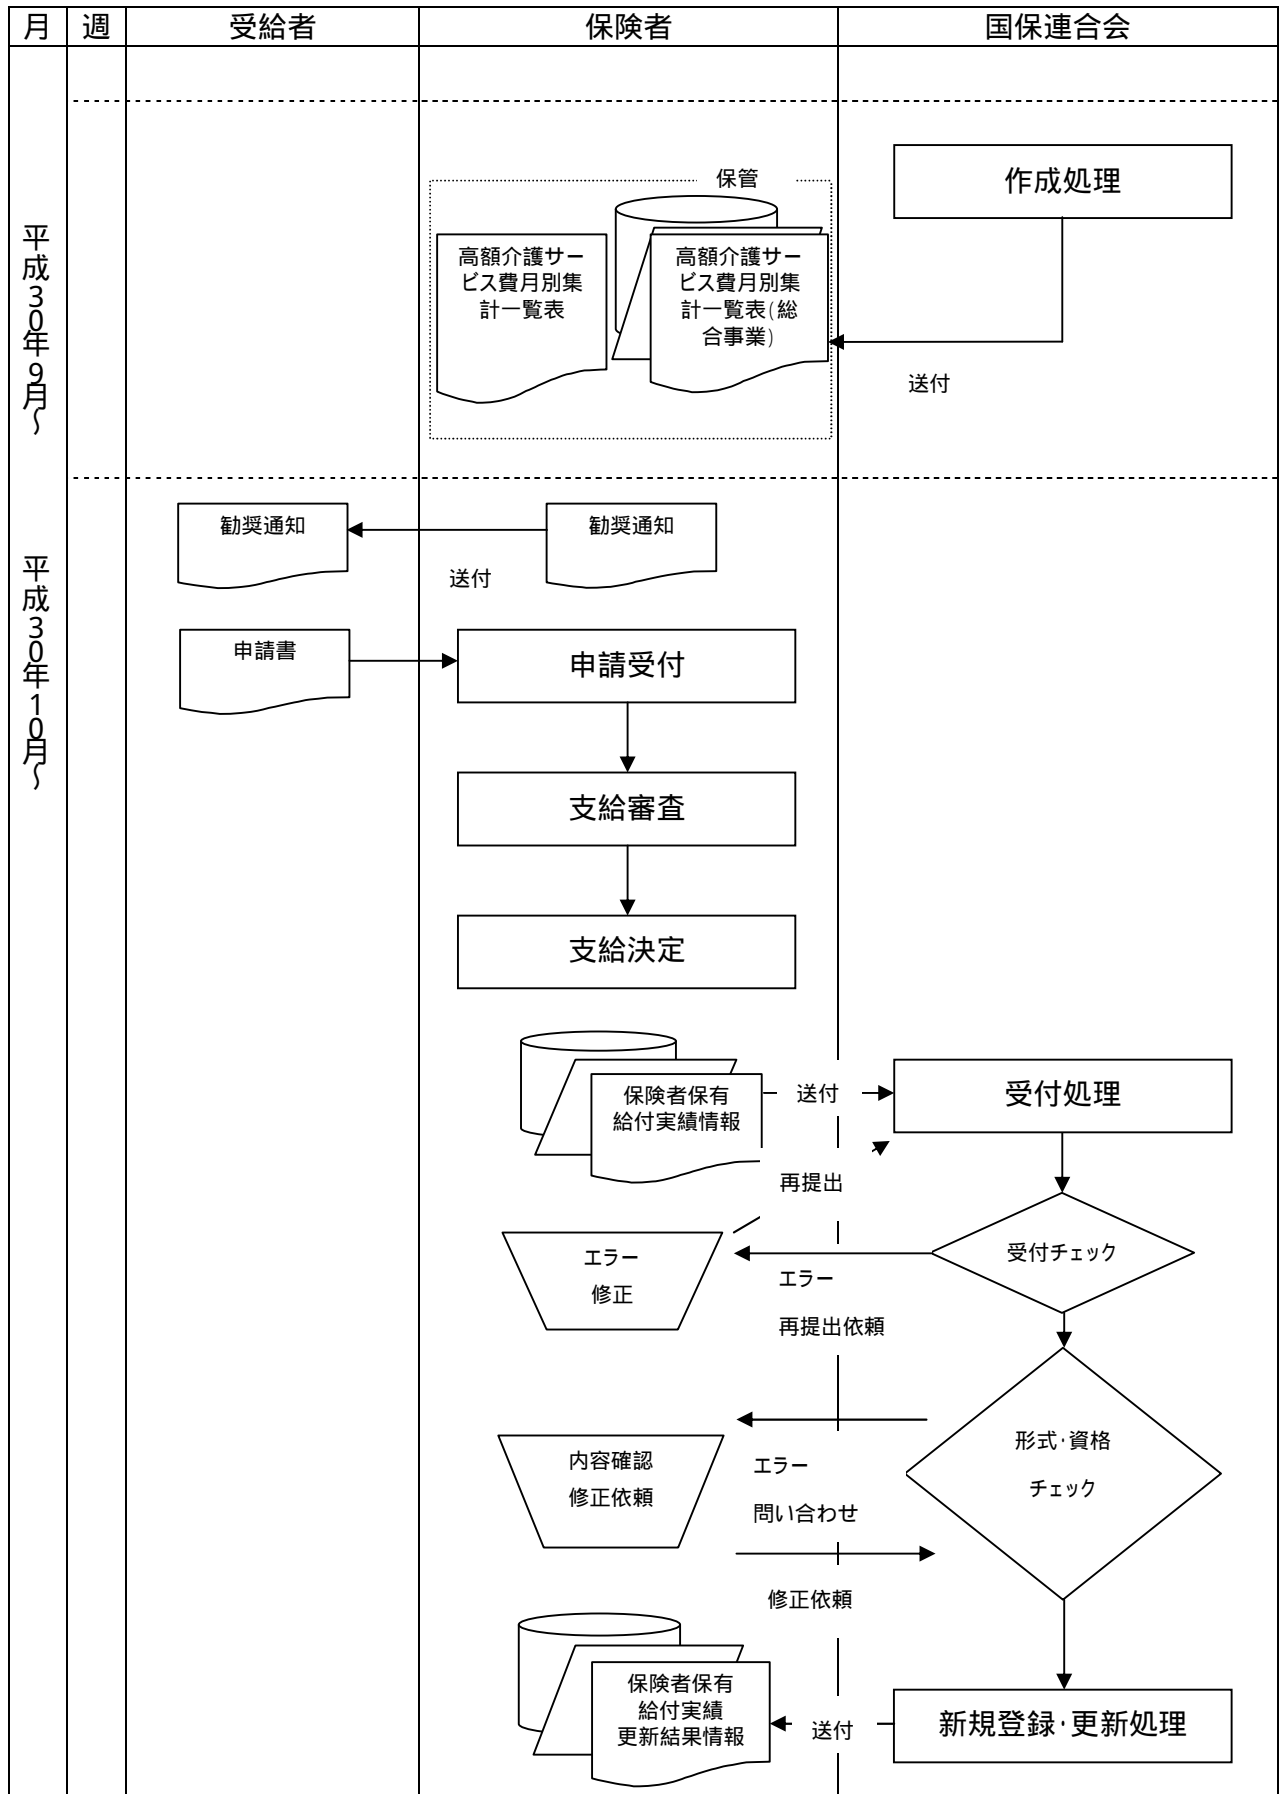 月 週 受給者 保険者 国保連合会
平成30年9月～
保管
作成処理
高額介護サー
ビス費月別集
計一覧表
高額介護サー
ビス費月別集
計一覧表(総
合事業)
送付
平成30年10月～
勧奨通知
勧奨通知
送付
申請書
申請受付
支給審査
支給決定
保険者保有
給付実績情報
送付
受付処理
再提出
受付チェック
エラー
修正
エラー
再提出依頼
形式・資格
チェック
内容確認
修正依頼
エラー
問い合わせ
修正依頼
保険者保有
給付実績
更新結果情報
送付
新規登録・更新処理